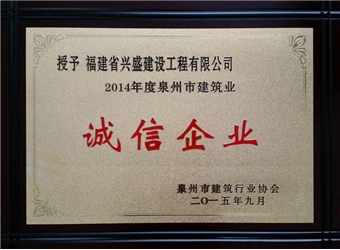 授予 福建省兴盛建设工程有限公司
2014年度泉州市建筑业
诚信企业
泉州市建筑行业协会
二〇一五年九月